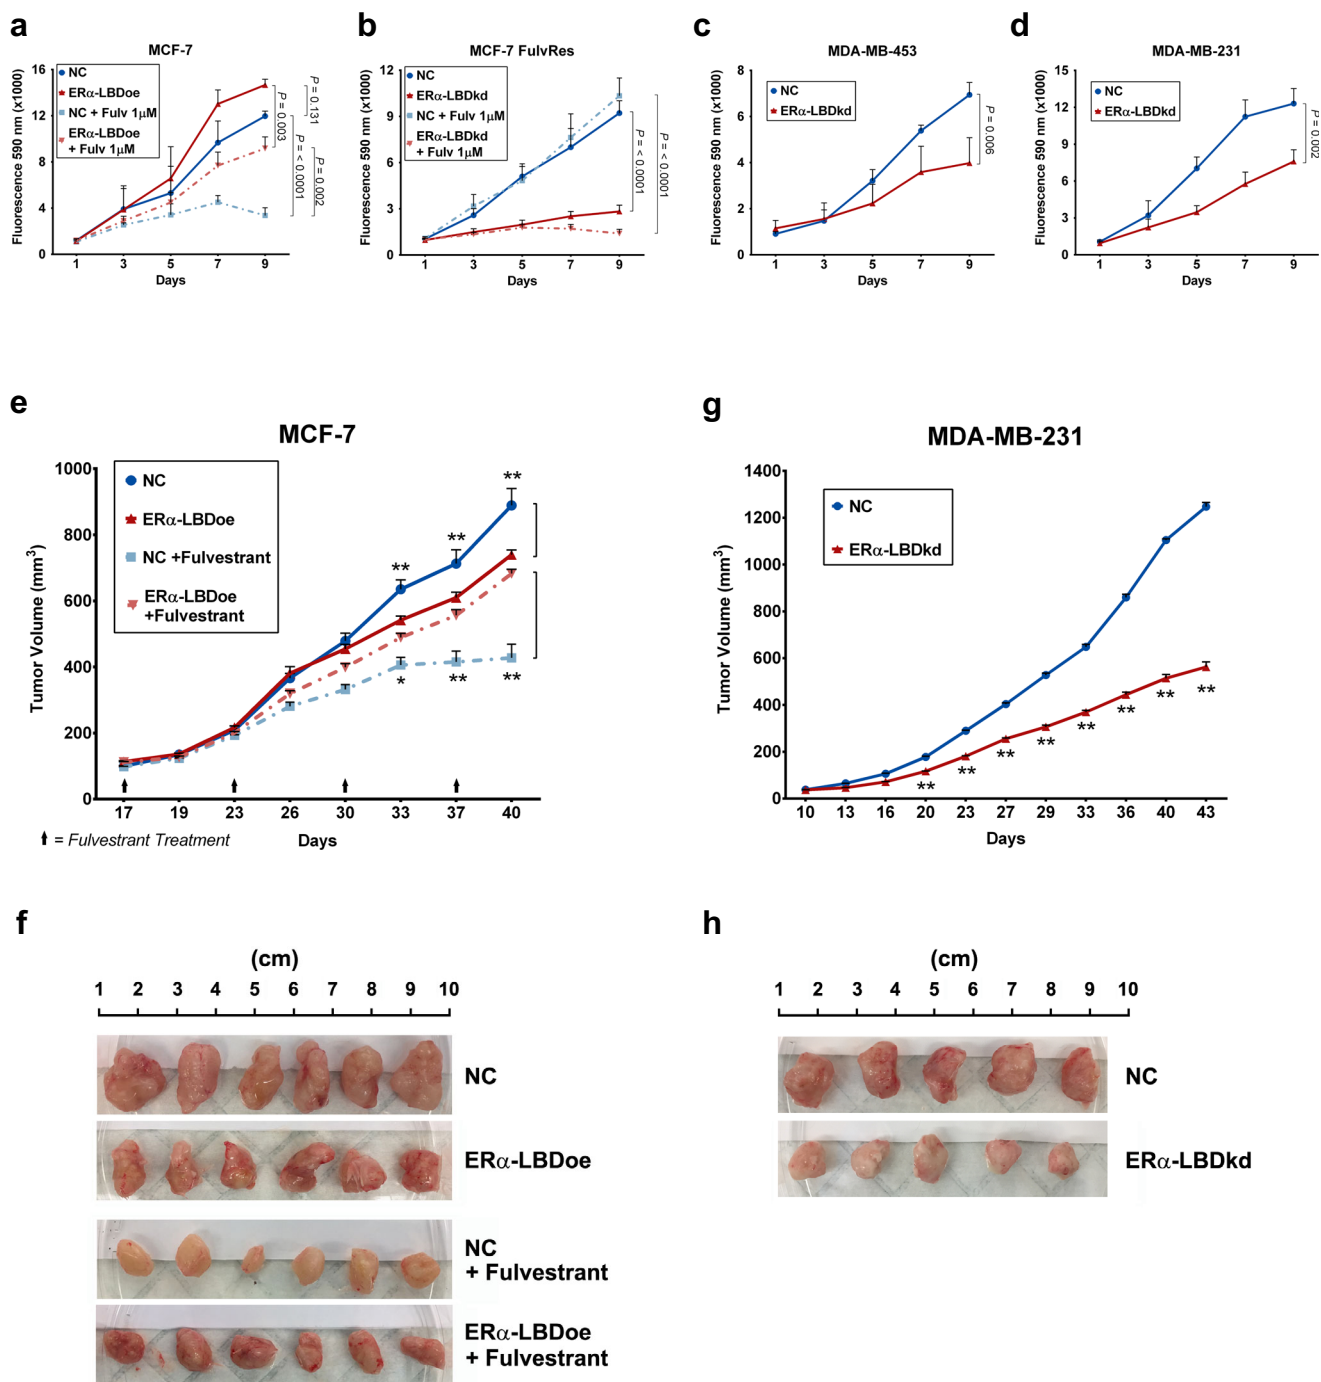 a
MCF-7
Fluorescence 590 nm (x1000)
16
12
8
4
0
NC
ERα-LBDoe
NC + Fulv 1μM
ERα-LBDoe
+ Fulv 1μM
P = 0.003
P = 0.131
P = < 0.0001
P = 0.002
1 3 5 7 9
Days
b
MCF-7 FulvRes
Fluorescence 590 nm (x1000)
12
9
6
3
0
NC
ERα-LBDkd
NC + Fulv 1μM
ERα-LBDkd
+ Fulv 1μM
P = < 0.0001
P = < 0.0001
1 3 5 7 9
Days
c
MDA-MB-453
Fluorescence 590 nm (x1000)
8
6
4
2
0
NC
ERα-LBDkd
P = 0.006
1 3 5 7 9
Days
d
MDA-MB-231
Fluorescence 590 nm (x1000)
15
12
9
6
3
0
NC
ERα-LBDkd
P = 0.002
1 3 5 7 9
Days
e
MCF-7
Tumor Volume (mm³)
1000
800
600
400
200
0
NC
ERα-LBDoe
NC +Fulvestrant
ERα-LBDoe
+Fulvestrant
** ** ** * ** **
17 19 23 26 30 33 37 40
= Fulvestrant Treatment
Days
g
MDA-MB-231
Tumor Volume (mm³)
1400
1200
1000
800
600
400
200
0
NC
ERα-LBDkd
** ** ** ** ** ** ** **
10 13 16 20 23 27 29 33 36 40 43
Days
f
(cm)
1 2 3 4 5 6 7 8 9 10
NC
ERα-LBDoe
NC
+ Fulvestrant
ERα-LBDoe
+ Fulvestrant
h
(cm)
1 2 3 4 5 6 7 8 9 10
NC
ERα-LBDkd